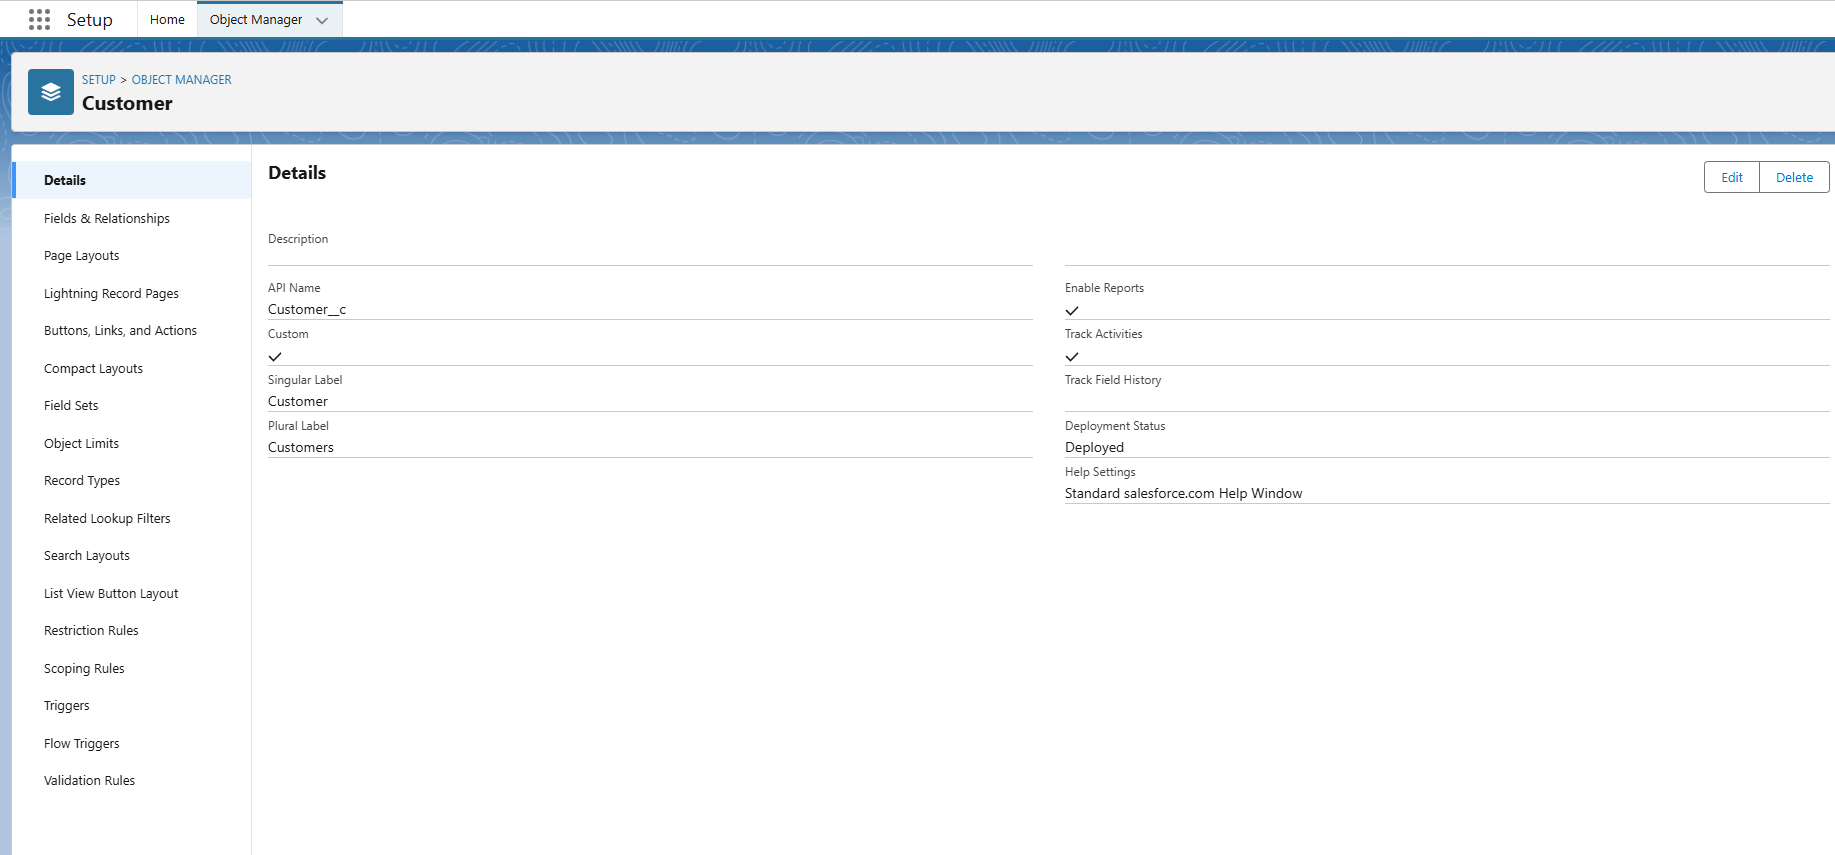 Setup
Home
Object Manager
SETUP > OBJECT MANAGER
Customer
Details
Fields & Relationships
Page Layouts
Lightning Record Pages
Buttons, Links, and Actions
Compact Layouts
Field Sets
Object Limits
Record Types
Related Lookup Filters
Search Layouts
List View Button Layout
Restriction Rules
Scoping Rules
Triggers
Flow Triggers
Validation Rules
Details
Edit
Delete
Description
API Name
Customer__c
Custom
Singular Label
Customer
Plural Label
Customers
Enable Reports
Track Activities
Track Field History
Deployment Status
Deployed
Help Settings
Standard salesforce.com Help Window